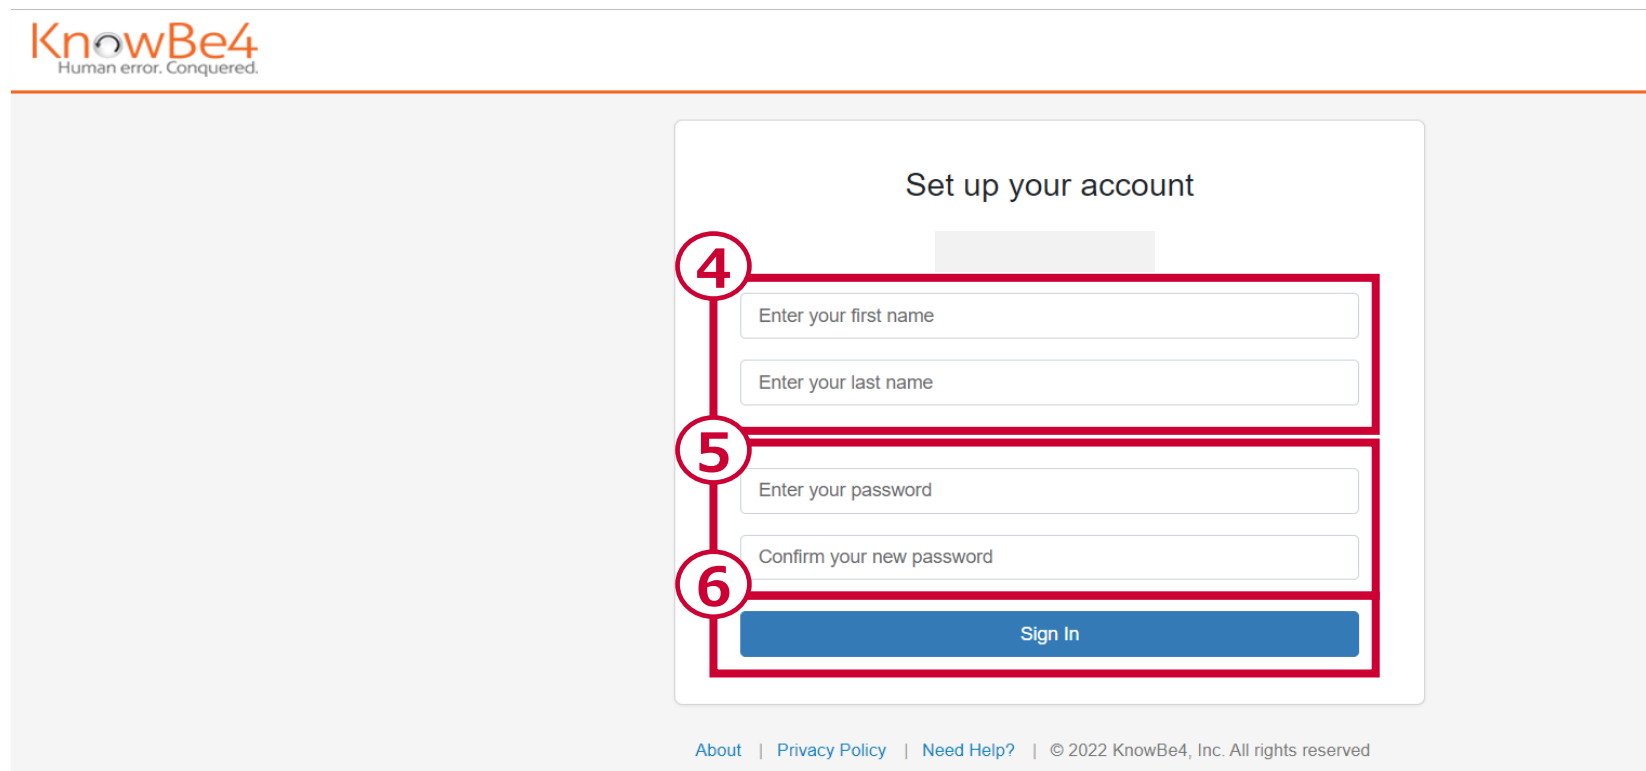 KnowBe4
Human error. Conquered.
Set up your account
4
Enter your first name
Enter your last name
5
Enter your password
Confirm your new password
6
Sign In
About | Privacy Policy | Need Help? | © 2022 KnowBe4, Inc. All rights reserved